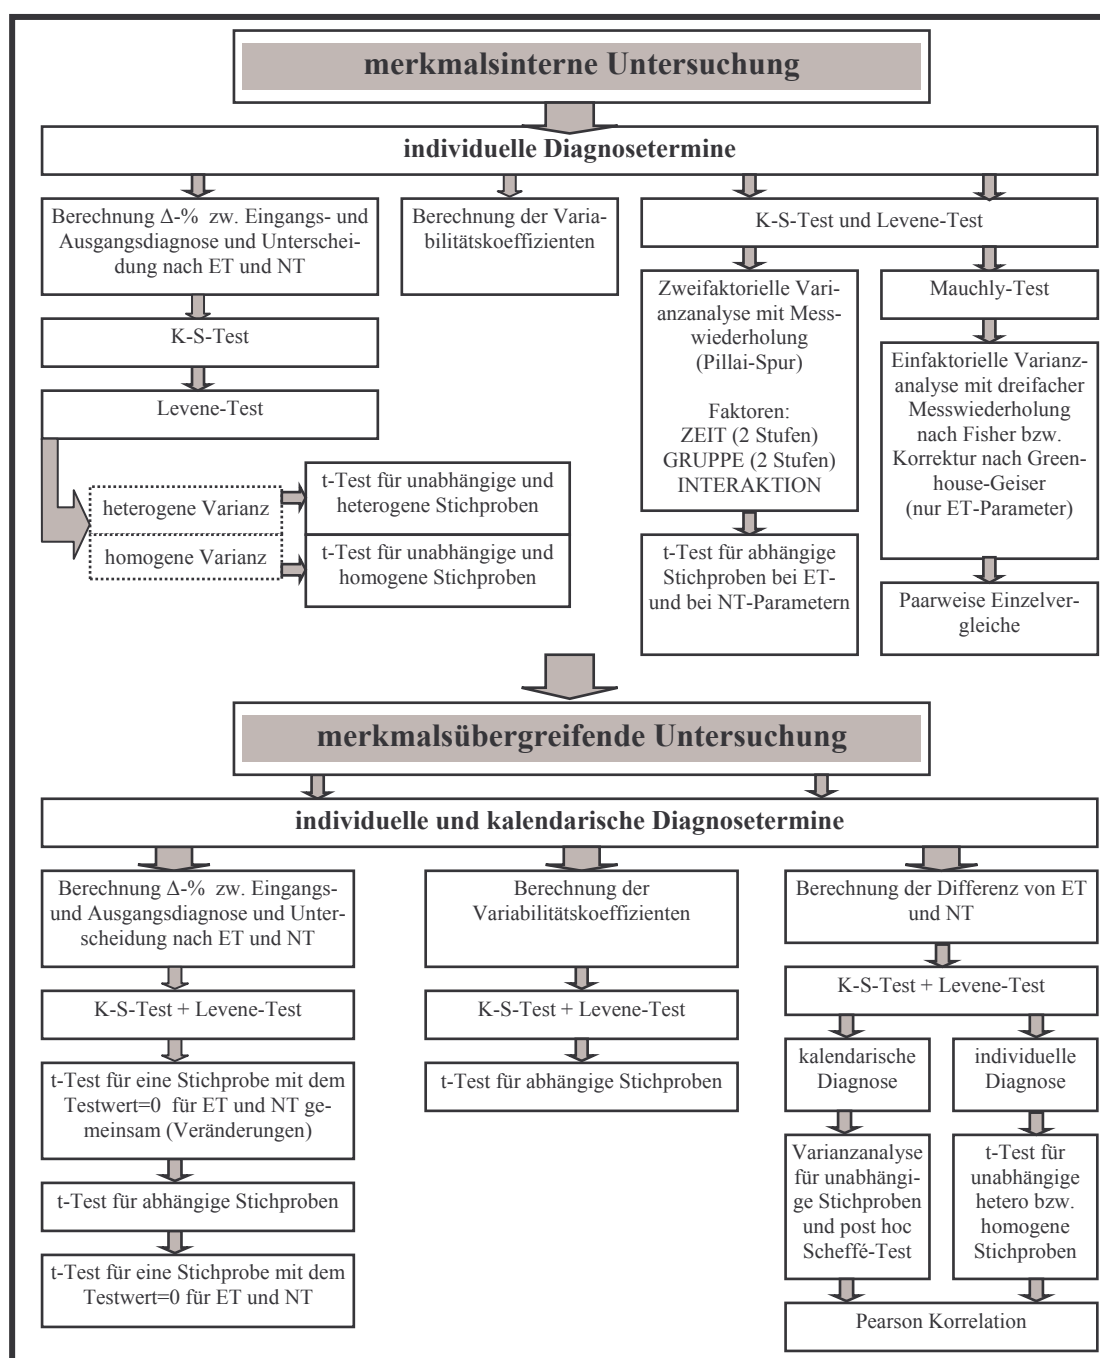 merkmalsinterne Untersuchung
individuelle Diagnosetermine
Berechnung Δ-% zw. Eingangs- und
Ausgangsdiagnose und Unterschei-
dung nach ET und NT
K-S-Test
Levene-Test
heterogene Varianz
homogene Varianz
t-Test für unabhängige und
heterogene Stichproben
t-Test für unabhängige und
homogene Stichproben
Berechnung der Varia-
bilitätskoeffizienten
K-S-Test und Levene-Test
Zweifaktorielle Vari-
anzanalyse mit Mess-
wiederholung
(Pillai-Spur)
Faktoren:
ZEIT (2 Stufen)
GRUPPE (2 Stufen)
INTERAKTION
t-Test für abhängige
Stichproben bei ET-
und bei NT-Parametern
Mauchly-Test
Einfaktorielle Varianz-
analyse mit dreifacher
Messwiederholung
nach Fisher bzw.
Korrektur nach Green-
house-Geiser
(nur ET-Parameter)
Paarweise Einzelver-
gleiche
merkmalsübergreifende Untersuchung
individuelle und kalendarische Diagnosetermine
Berechnung Δ-% zw. Eingangs-
und Ausgangsdiagnose und Unter-
scheidung nach ET und NT
K-S-Test + Levene-Test
t-Test für eine Stichprobe mit dem
Testwert=0 für ET und NT ge-
meinsam (Veränderungen)
t-Test für abhängige Stichproben
t-Test für eine Stichprobe mit dem
Testwert=0 für ET und NT
Berechnung der
Variabilitätskoeffizienten
K-S-Test + Levene-Test
t-Test für abhängige Stichproben
Berechnung der Differenz von ET
und NT
K-S-Test + Levene-Test
kalendarische
Diagnose
Varianzanalyse
für unabhängi-
ge Stichproben
und post hoc
Scheffé-Test
individuelle
Diagnose
t-Test für
unabhängige
hetero bzw.
homogene
Stichproben
Pearson Korrelation